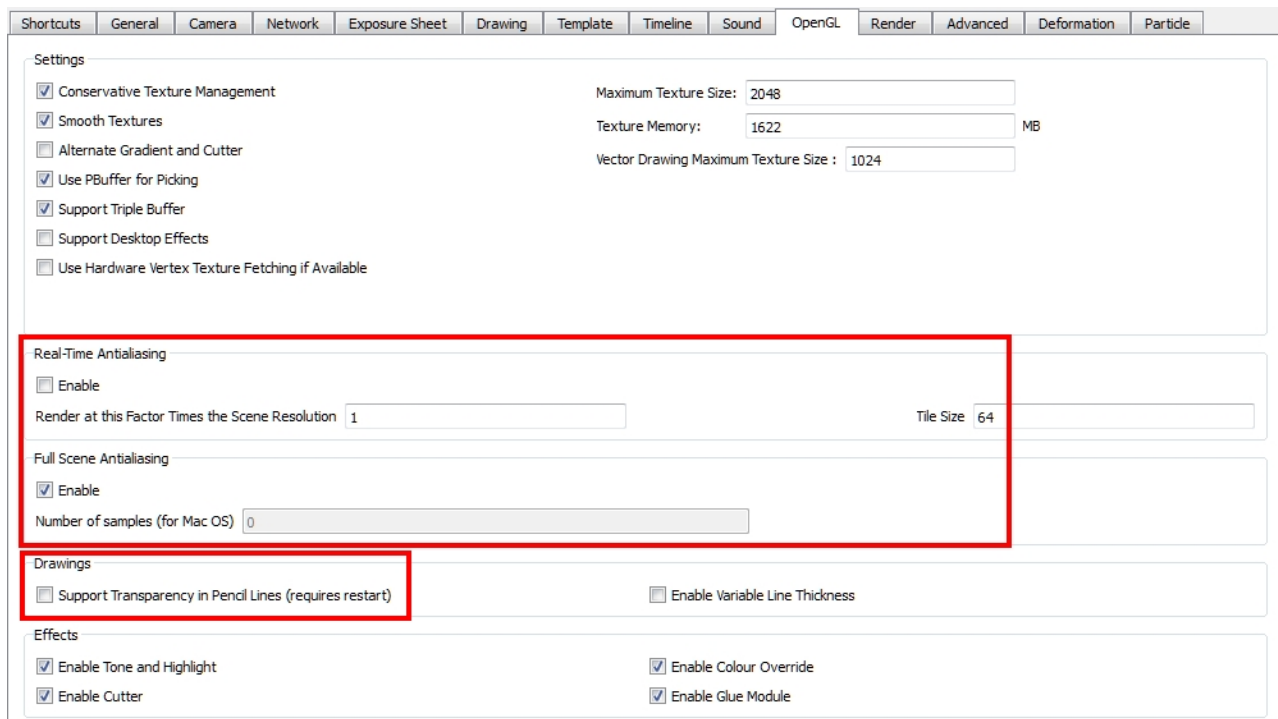 Shortcuts General Camera Network Exposure Sheet Drawing Template Timeline Sound OpenGL Render Advanced Deformation Particle
Settings
Conservative Texture Management
Maximum Texture Size: 2048
Smooth Textures
Texture Memory: 1622 MB
Alternate Gradient and Cutter
Vector Drawing Maximum Texture Size : 1024
Use PBuffer for Picking
Support Triple Buffer
Support Desktop Effects
Use Hardware Vertex Texture Fetching if Available
Real-Time Antialiasing
Enable
Render at this Factor Times the Scene Resolution 1 Tile Size 64
Full Scene Antialiasing
Enable
Number of samples (for Mac OS) 0
Drawings
Support Transparency in Pencil Lines (requires restart) Enable Variable Line Thickness
Effects
Enable Tone and Highlight Enable Colour Override
Enable Cutter Enable Glue Module